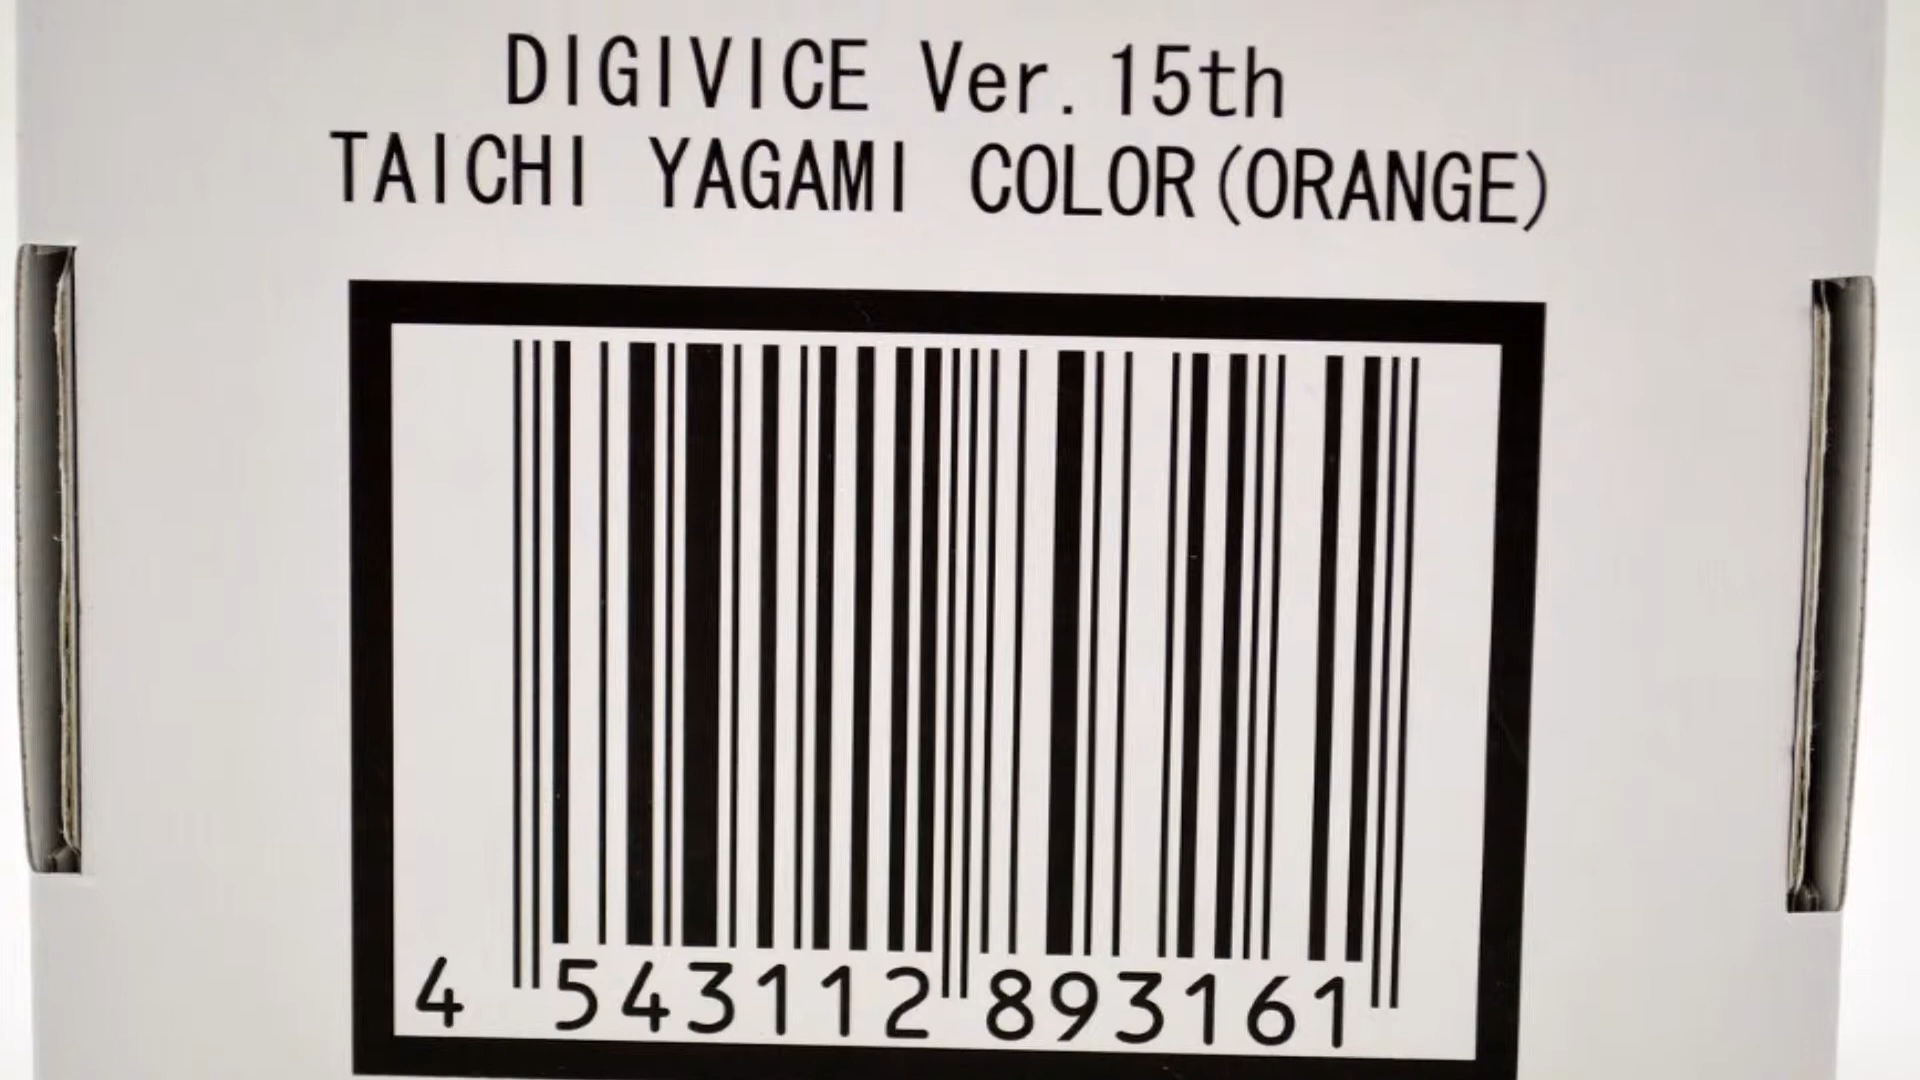 DIGIVICE Ver. 15th
TAICHI YAGAMI COLOR(ORANGE)
4 543112 893161